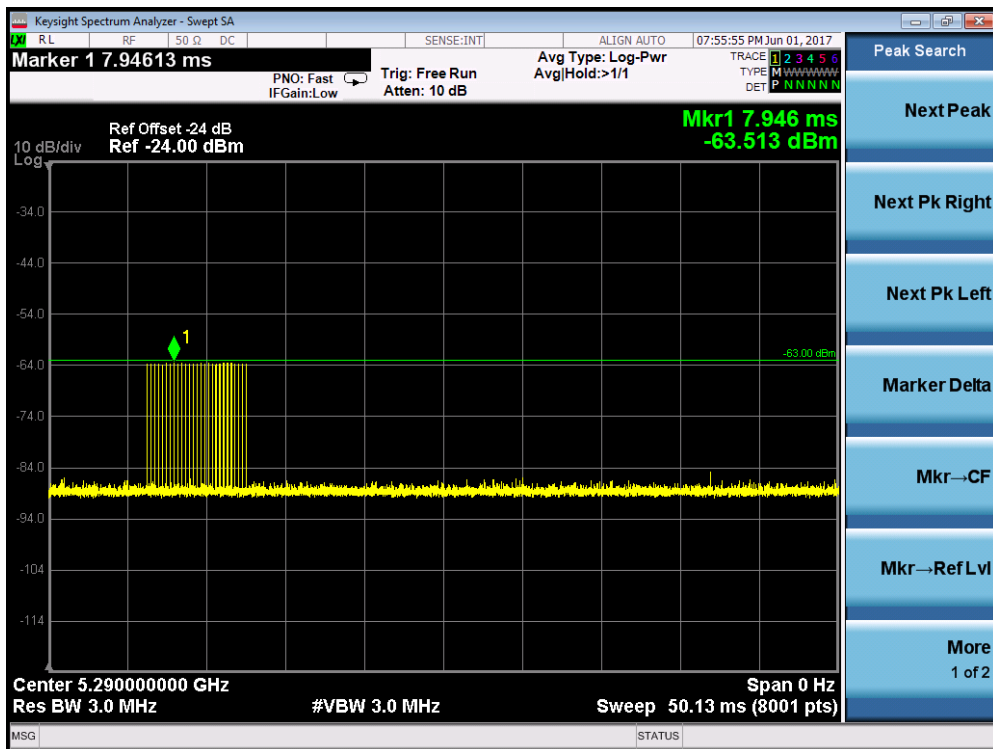 Keysight Spectrum Analyzer - Swept SA
LXI RL RF 50 Ω DC SENSE:INT ALIGN AUTO 07:55:55 PM Jun 01, 2017
Marker 1 7.94613 ms
PNO: Fast
IFGain:Low
Trig: Free Run
Atten: 10 dB
Avg Type: Log-Pwr
Avg|Hold:>1/1
TRACE 1 2 3 4 5 6
TYPE M WWWWW
DET P N N N N N
Mkr1 7.946 ms
-63.513 dBm
Ref Offset -24 dB
10 dB/div Ref -24.00 dBm
Log
-34.0
-44.0
-54.0
1
-63.00 dBm
-64.0
-74.0
-84.0
-94.0
-104
-114
Center 5.290000000 GHz Span 0 Hz
Res BW 3.0 MHz #VBW 3.0 MHz Sweep 50.13 ms (8001 pts)
MSG STATUS
Peak Search
Next Peak
Next Pk Right
Next Pk Left
Marker Delta
Mkr→CF
Mkr→Ref Lvl
More
1 of 2